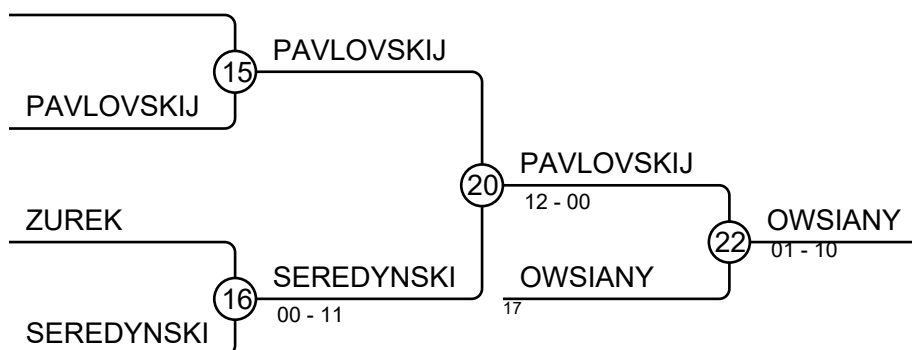 PAVLOVSKIJ
15
PAVLOVSKIJ
PAVLOVSKIJ
20
12 - 00
ZUREK
OWSIANY
22
01 - 10
SEREDYNSKI
OWSIANY
16
00 - 11
17
SEREDYNSKI